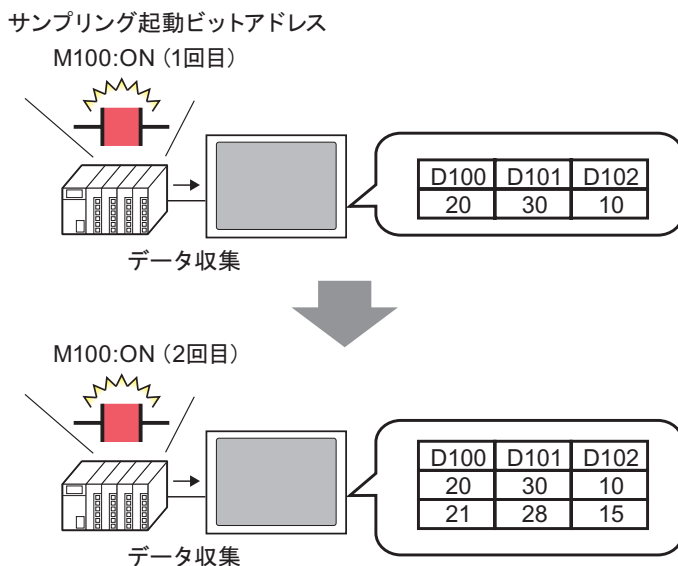 サンプリング起動ビットアドレス
M100:ON（1回目）
D100 D101 D102
20 30 10
データ収集
M100:ON（2回目）
D100 D101 D102
20 30 10
21 28 15
データ収集